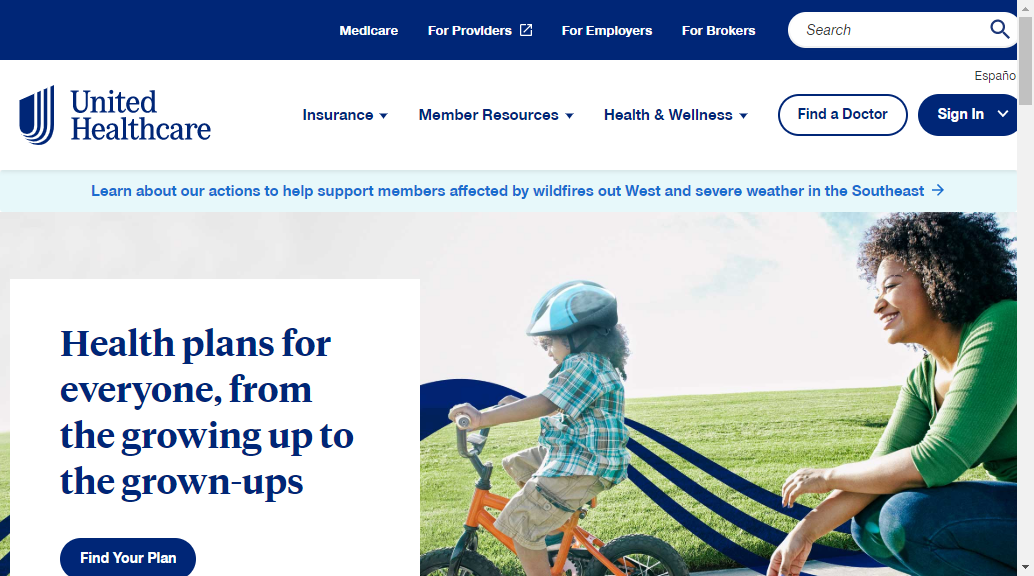 Medicare For Providers For Employers For Brokers Search
Españo
United
Healthcare
Insurance Member Resources Health & Wellness Find a Doctor Sign In
Learn about our actions to help support members affected by wildfires out West and severe weather in the Southeast →
Health plans for
everyone, from
the growing up to
the grown-ups
Find Your Plan